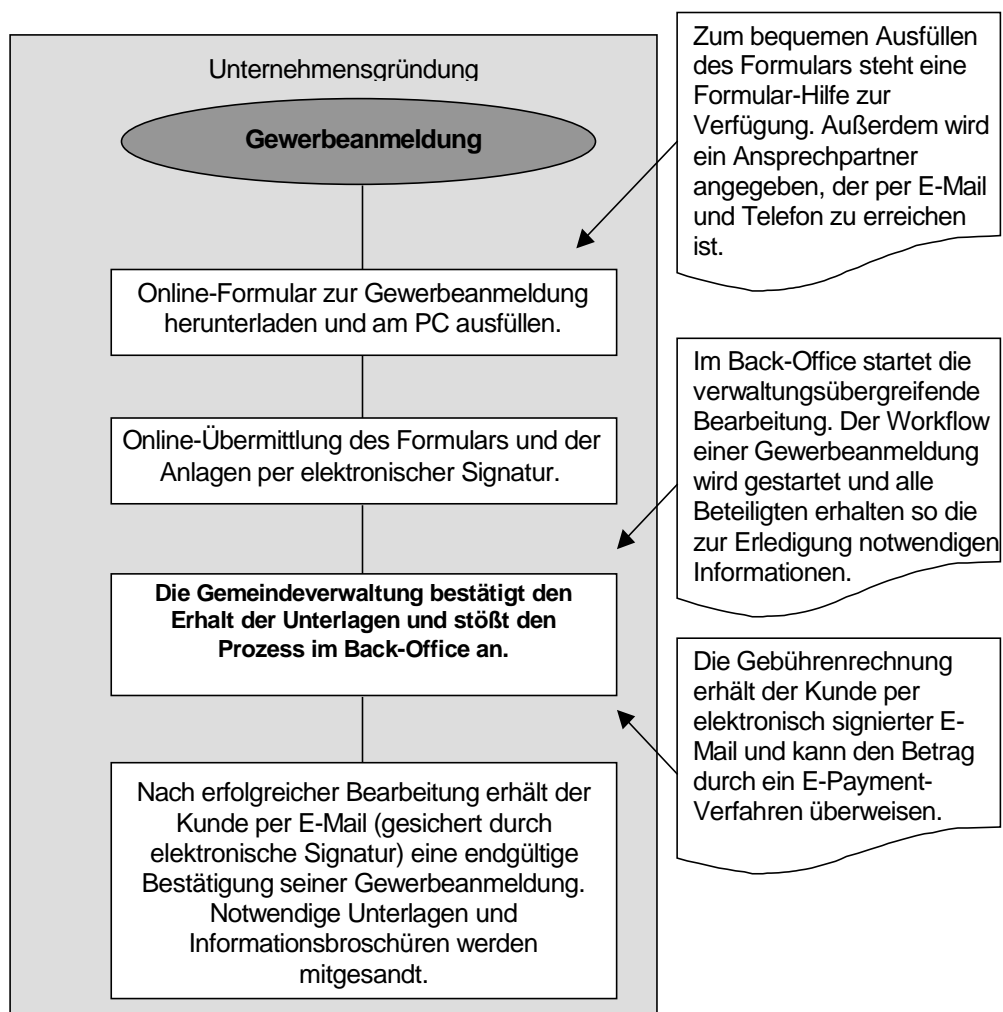 Unternehmensgründung
Gewerbeanmeldung
Zum bequemen Ausfüllen
des Formulars steht eine
Formular-Hilfe zur
Verfügung. Außerdem wird
ein Ansprechpartner
angegeben, der per E-Mail
und Telefon zu erreichen
ist.
Online-Formular zur Gewerbeanmeldung
herunterladen und am PC ausfüllen.
Online-Übermittlung des Formulars und der
Anlagen per elektronischer Signatur.
Im Back-Office startet die
verwaltungsübergreifende
Bearbeitung. Der Workflow
einer Gewerbeanmeldung
wird gestartet und alle
Beteiligten erhalten so die
zur Erledigung notwendigen
Informationen.
Die Gemeindeverwaltung bestätigt den
Erhalt der Unterlagen und stößt den
Prozess im Back-Office an.
Die Gebührenrechnung
erhält der Kunde per
elektronisch signierter E-
Mail und kann den Betrag
durch ein E-Payment-
Verfahren überweisen.
Nach erfolgreicher Bearbeitung erhält der
Kunde per E-Mail (gesichert durch
elektronische Signatur) eine endgültige
Bestätigung seiner Gewerbeanmeldung.
Notwendige Unterlagen und
Informationsbroschüren werden
mitgesandt.